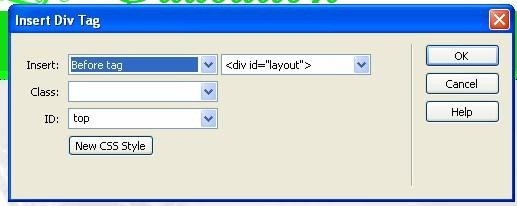 Insert Div Tag
Insert: Before tag <div id="layout"> OK
Class: Cancel
ID: top Help
New CSS Style